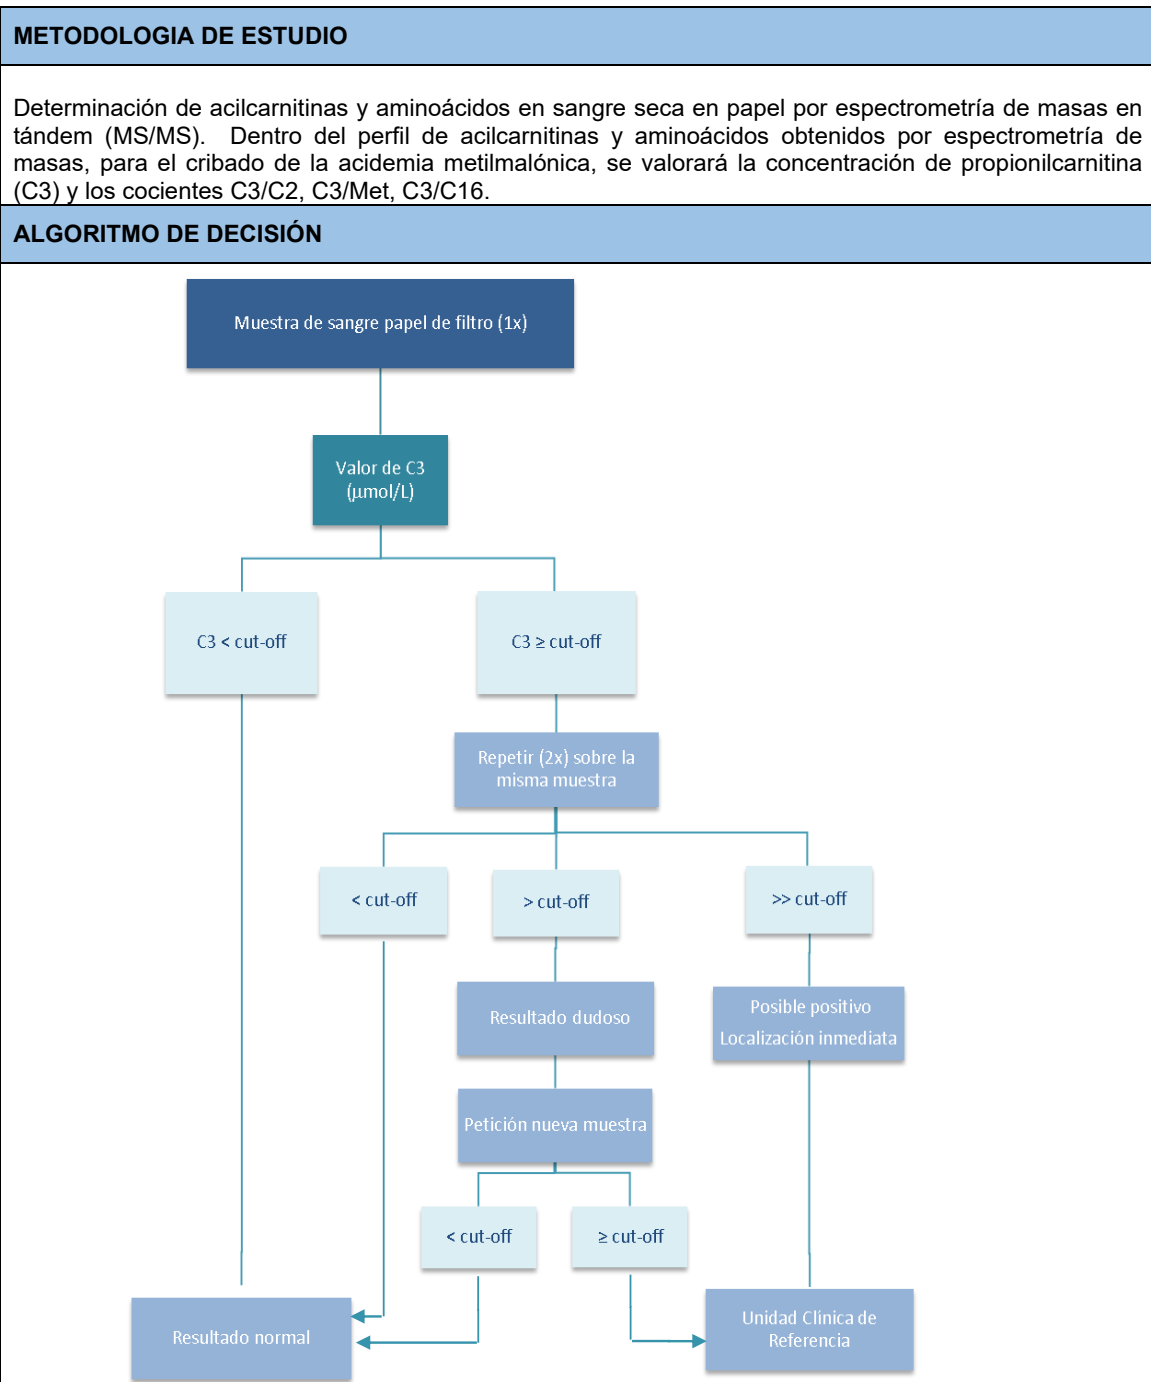 METODOLOGIA DE ESTUDIO
Determinación de acilcarnitinas y aminoácidos en sangre seca en papel por espectrometría de masas en
tándem (MS/MS). Dentro del perfil de acilcarnitinas y aminoácidos obtenidos por espectrometría de
masas, para el cribado de la acidemia metilmalónica, se valorará la concentración de propionilcarnitina
(C3) y los cocientes C3/C2, C3/Met, C3/C16.
ALGORITMO DE DECISIÓN
Muestra de sangre papel de filtro (1x)
Valor de C3
(µmol/L)
C3 < cut-off
C3 ≥ cut-off
Repetir (2x) sobre la
misma muestra
< cut-off
> cut-off
>> cut-off
Resultado dudoso
Posible positivo
Localización inmediata
Petición nueva muestra
< cut-off
≥ cut-off
Resultado normal
Unidad Clínica de
Referencia